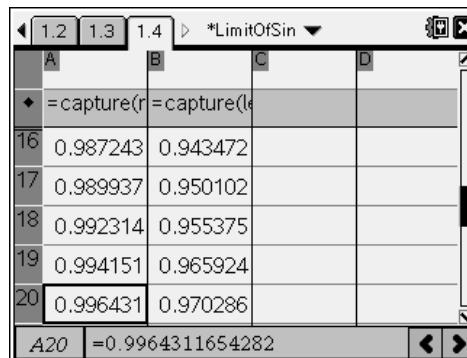 1.2 1.3 1.4 *LimitOfSin
A B C D
=capture(r =capture(le
16 0.987243 0.943472
17 0.989937 0.950102
18 0.992314 0.955375
19 0.994151 0.965924
20 0.996431 0.970286
A20 =0.9964311654282